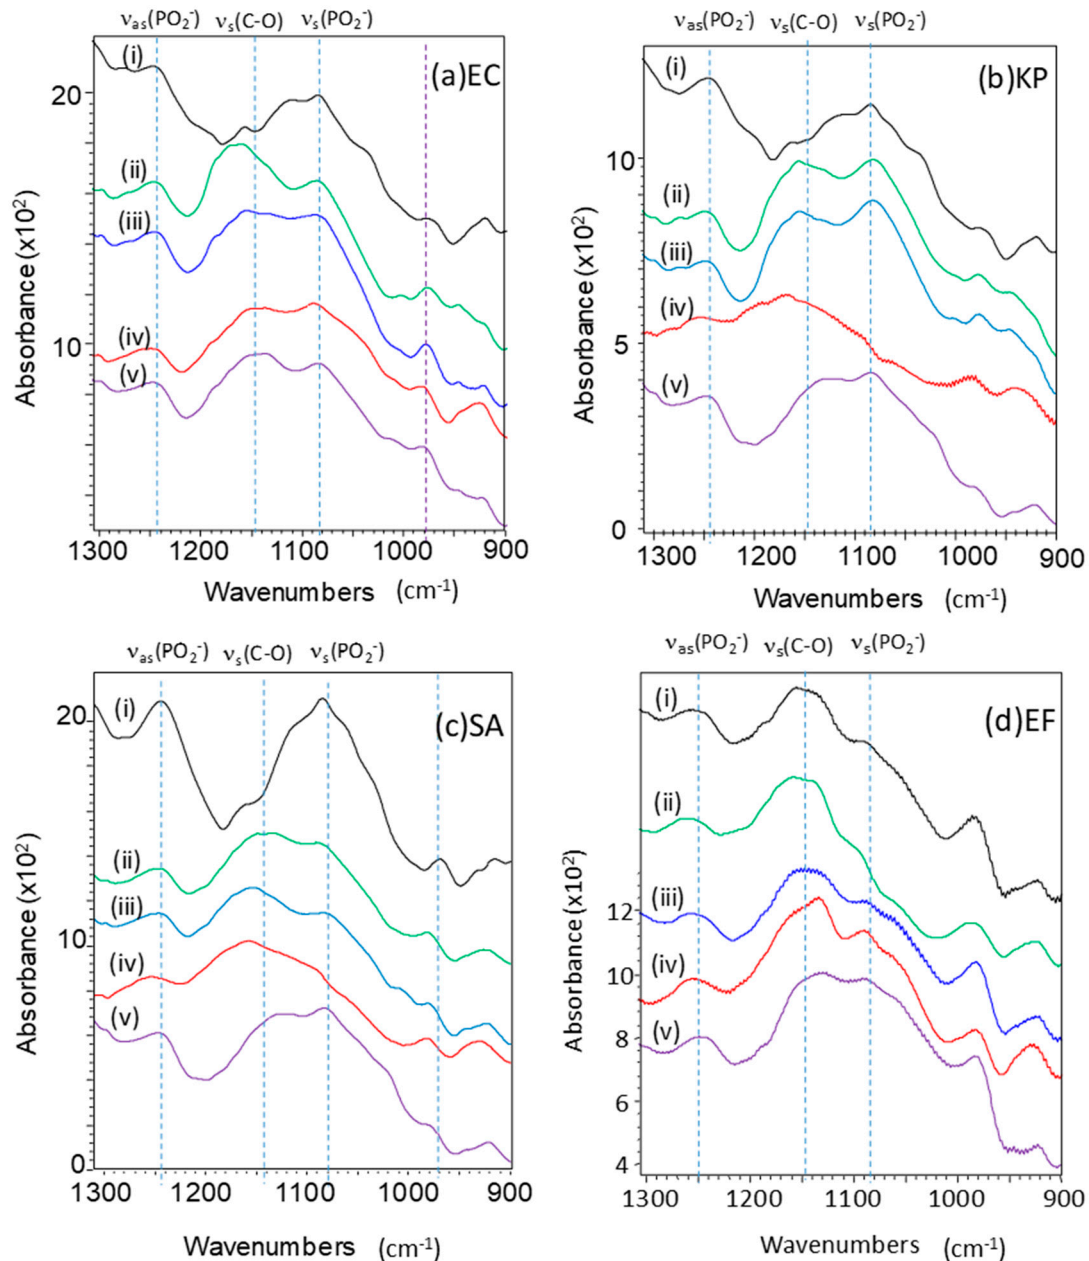 νas(PO2-) νs(C-O) νs(PO2-)
(a)EC
(i)
(ii)
(iii)
(iv)
(v)
20
10
Absorbance (x10²)
1300 1200 1100 1000 900
Wavenumbers (cm-1)
νas(PO2-) νs(C-O) νs(PO2-)
(b)KP
(i)
(ii)
(iii)
(iv)
(v)
10
5
0
Absorbance (x10²)
1200 1100 1000 900
Wavenumbers (cm-1)
νas(PO2-) νs(C-O) νs(PO2-)
(c)SA
(i)
(ii)
(iii)
(iv)
(v)
20
10
0
Absorbance (x10²)
1300 1200 1100 1000 900
Wavenumbers (cm-1)
νas(PO2-) νs(C-O) νs(PO2-)
(d)EF
(i)
(ii)
(iii)
(iv)
(v)
12
10
8
6
4
Absorbance (x10²)
1300 1200 1100 1000 900
Wavenumbers (cm-1)